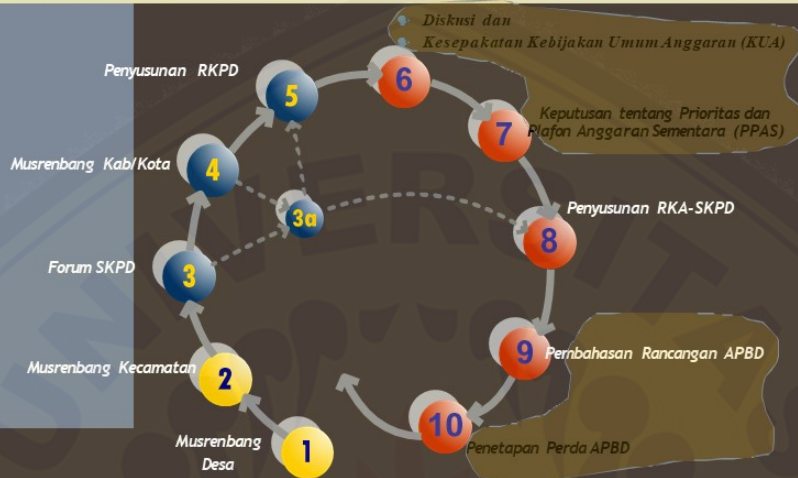 Diskusi dan
Kesepakatan Kebijakan Umum Anggaran (KUA)
Penyusunan RKPD
5
6
7
Keputusan tentang Prioritas dan
Plafon Anggaran Sementara (PPAS)
Musrenbang Kab/Kota
4
3a
Penyusunan RKA-SKPD
8
Forum SKPD
3
Musrenbang Kecamatan
2
9
Pembahasan Rancangan APBD
10
Penetapan Perda APBD
Musrenbang
Desa
1
UNIVERSITAS